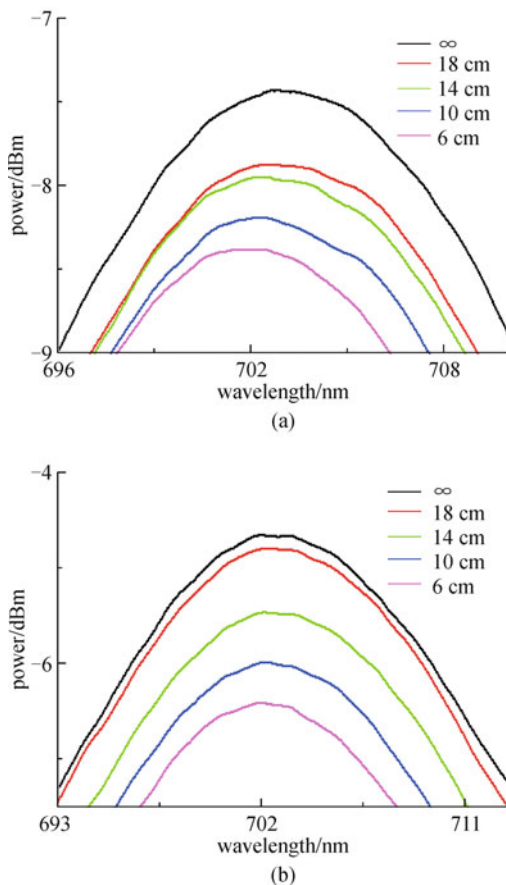 −7
∞
18 cm
14 cm
10 cm
6 cm
−8
power/dBm
−9
696
702
708
wavelength/nm
(a)
−4
∞
18 cm
14 cm
10 cm
6 cm
−6
power/dBm
693
702
711
wavelength/nm
(b)